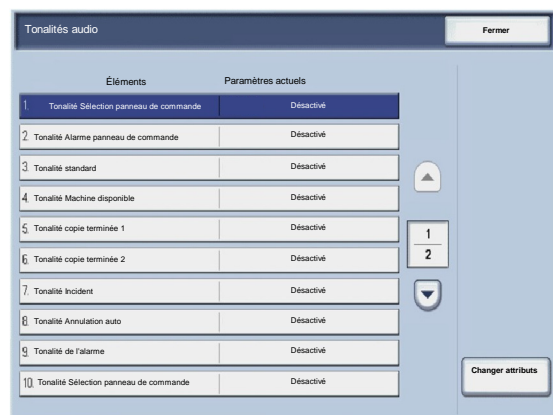 Tonalités audio
Fermer
Éléments Paramètres actuels
1. Tonalité Sélection panneau de commande Désactivé
2. Tonalité Alarme panneau de commande Désactivé
3. Tonalité standard Désactivé
4. Tonalité Machine disponible Désactivé
5. Tonalité copie terminée 1 Désactivé
6. Tonalité copie terminée 2 Désactivé
7. Tonalité Incident Désactivé
8. Tonalité Annulation auto Désactivé
9. Tonalité de l'alarme Désactivé
10. Tonalité Sélection panneau de commande Désactivé
1
2
Changer attributs